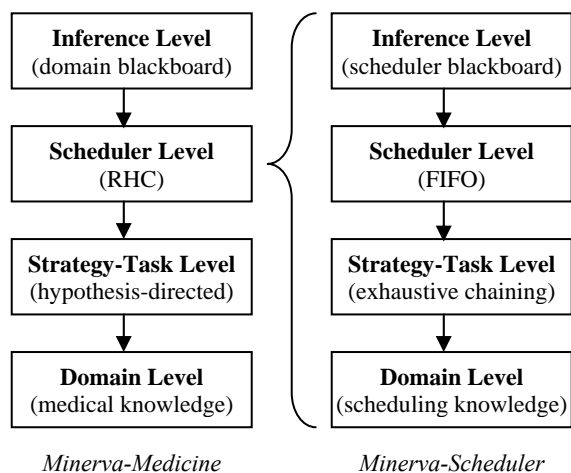 Inference Level
(domain blackboard)
Scheduler Level
(RHC)
Strategy-Task Level
(hypothesis-directed)
Domain Level
(medical knowledge)
Minerva-Medicine
Inference Level
(scheduler blackboard)
Scheduler Level
(FIFO)
Strategy-Task Level
(exhaustive chaining)
Domain Level
(scheduling knowledge)
Minerva-Scheduler